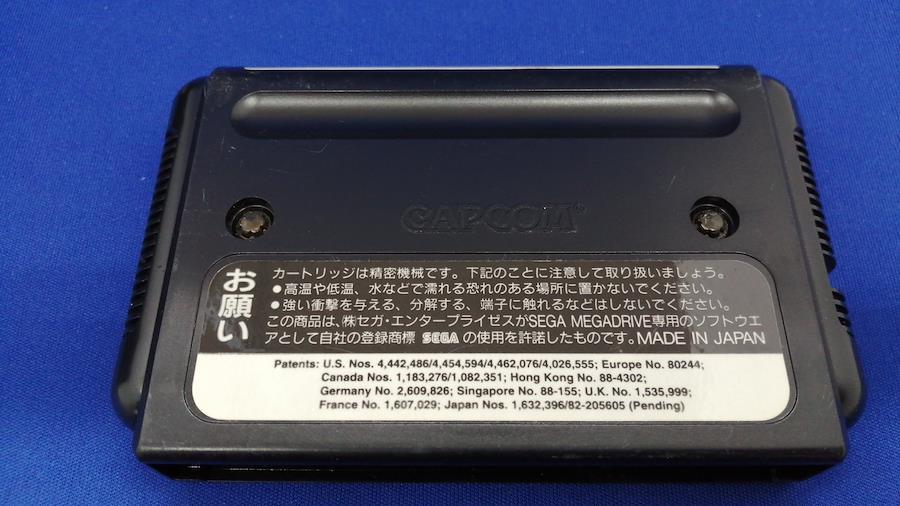 CAPCOM®
お願い
カートリッジは精密機械です。下記のことに注意して取り扱いましょう。
●高温や低温、水などで濡れる恐れのある場所に置かないでください。
●強い衝撃を与える、分解する、端子に触れるなどはしないでください。
この商品は、㈱セガ・エンタープライゼスがSEGA MEGADRIVE専用のソフトウエ
アとして自社の登録商標 SEGA の使用を許諾したものです。MADE IN JAPAN
Patents: U.S. Nos. 4,442,486/4,454,594/4,462,076/4,026,555; Europe No. 80244;
Canada Nos. 1,183,276/1,082,351; Hong Kong No. 88-4302;
Germany No. 2,609,826; Singapore No. 88-155; U.K. No. 1,535,999;
France No. 1,607,029; Japan Nos. 1,632,396/82-205605 (Pending)